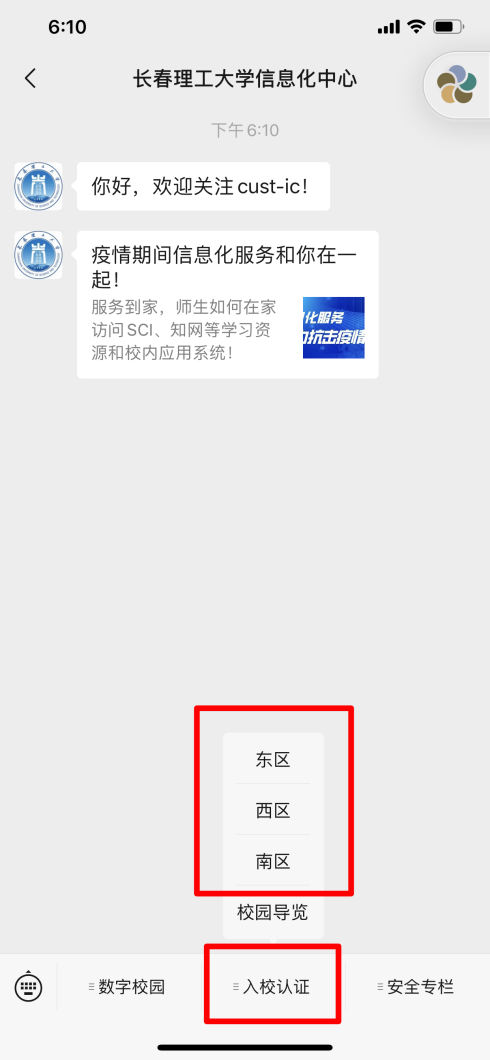 6:10
长春理工大学信息化中心
下午6:10
你好，欢迎关注cust-ic！
疫情期间信息化服务和你在一
起！
服务到家，师生如何在家
访问SCI、知网等学习资
源和校内应用系统！
化服务
抗击疫情
东区
西区
南区
校园导览
数字校园
入校认证
安全专栏